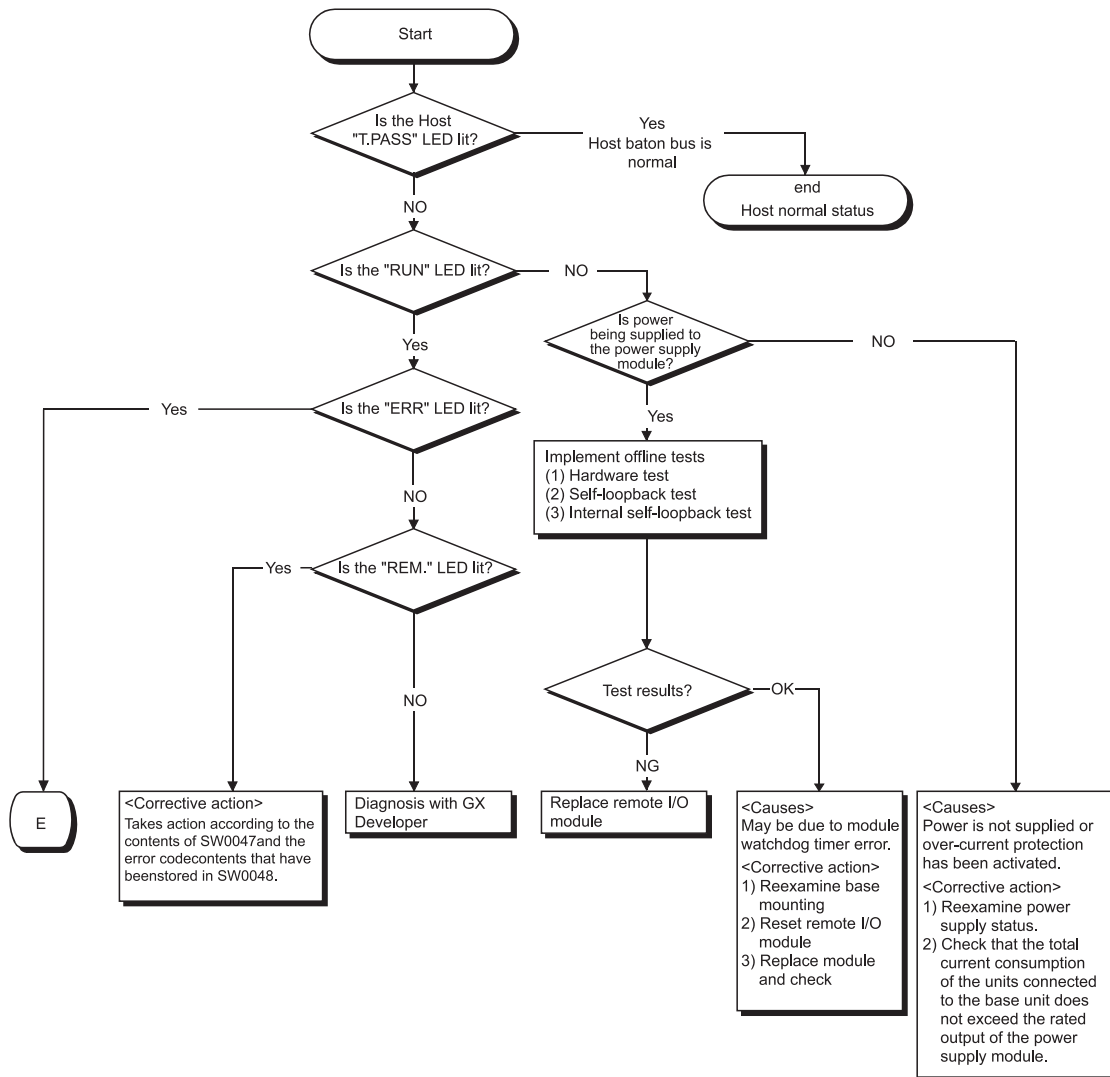 Start
Is the Host
"T.PASS" LED lit?
Yes
Host baton bus is
normal
end
Host normal status
NO
Is the "RUN" LED lit?
NO
Is power
being supplied to
the power supply
module?
NO
Yes
Yes
Is the "ERR" LED lit?
Yes
Implement offline tests
(1) Hardware test
(2) Self-loopback test
(3) Internal self-loopback test
NO
Yes
Is the "REM." LED lit?
Test results?
OK
NO
NG
E
<Corrective action>
Takes action according to the
contents of SW0047and the
error codecontents that have
beenstored in SW0048.
Diagnosis with GX
Developer
Replace remote I/O
module
<Causes>
May be due to module
watchdog timer error.
<Corrective action>
1) Reexamine base
mounting
2) Reset remote I/O
module
3) Replace module
and check
<Causes>
Power is not supplied or
over-current protection
has been activated.
<Corrective action>
1) Reexamine power
supply status.
2) Check that the total
current consumption
of the units connected
to the base unit does
not exceed the rated
output of the power
supply module.